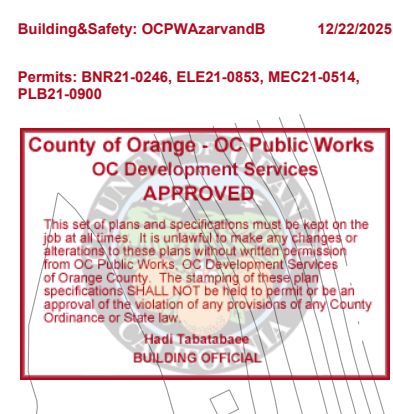 Building&Safety: OCPWAzarvandB 12/22/2025
Permits: BNR21-0246, ELE21-0853, MEC21-0514,
PLB21-0900
County of Orange - OC Public Works
OC Development Services
APPROVED
This set of plans and specifications must be kept on the
job at all times. It is unlawful to make any changes or
alterations to these plans without written permission
from OC Public Works, OC Development Services
of Orange County. The stamping of these plan
specifications SHALL NOT be held to permit or be an
approval of the violation of any provisions of any County
Ordinance or State law.
Hadi Tabatabaee
BUILDING OFFICIAL